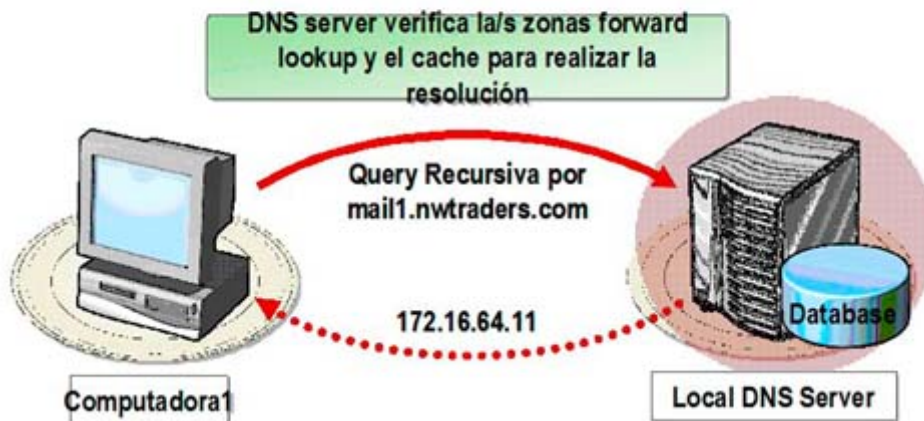 DNS server verifica la/s zonas forward
lookup y el cache para realizar la
resolución
Query Recursiva por
mail1.nwtraders.com
172.16.64.11
Database
Computadora1
Local DNS Server